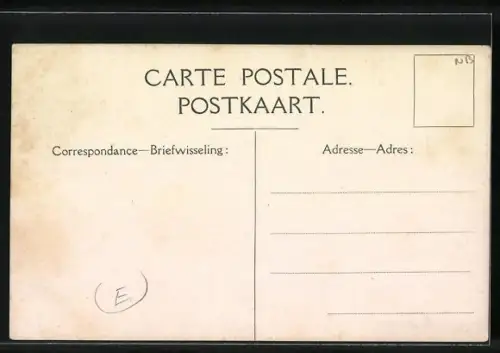 NB
CARTE POSTALE.
POSTKAART.
Correspondance—Briefwisseling:
Adresse—Adres:
(E)